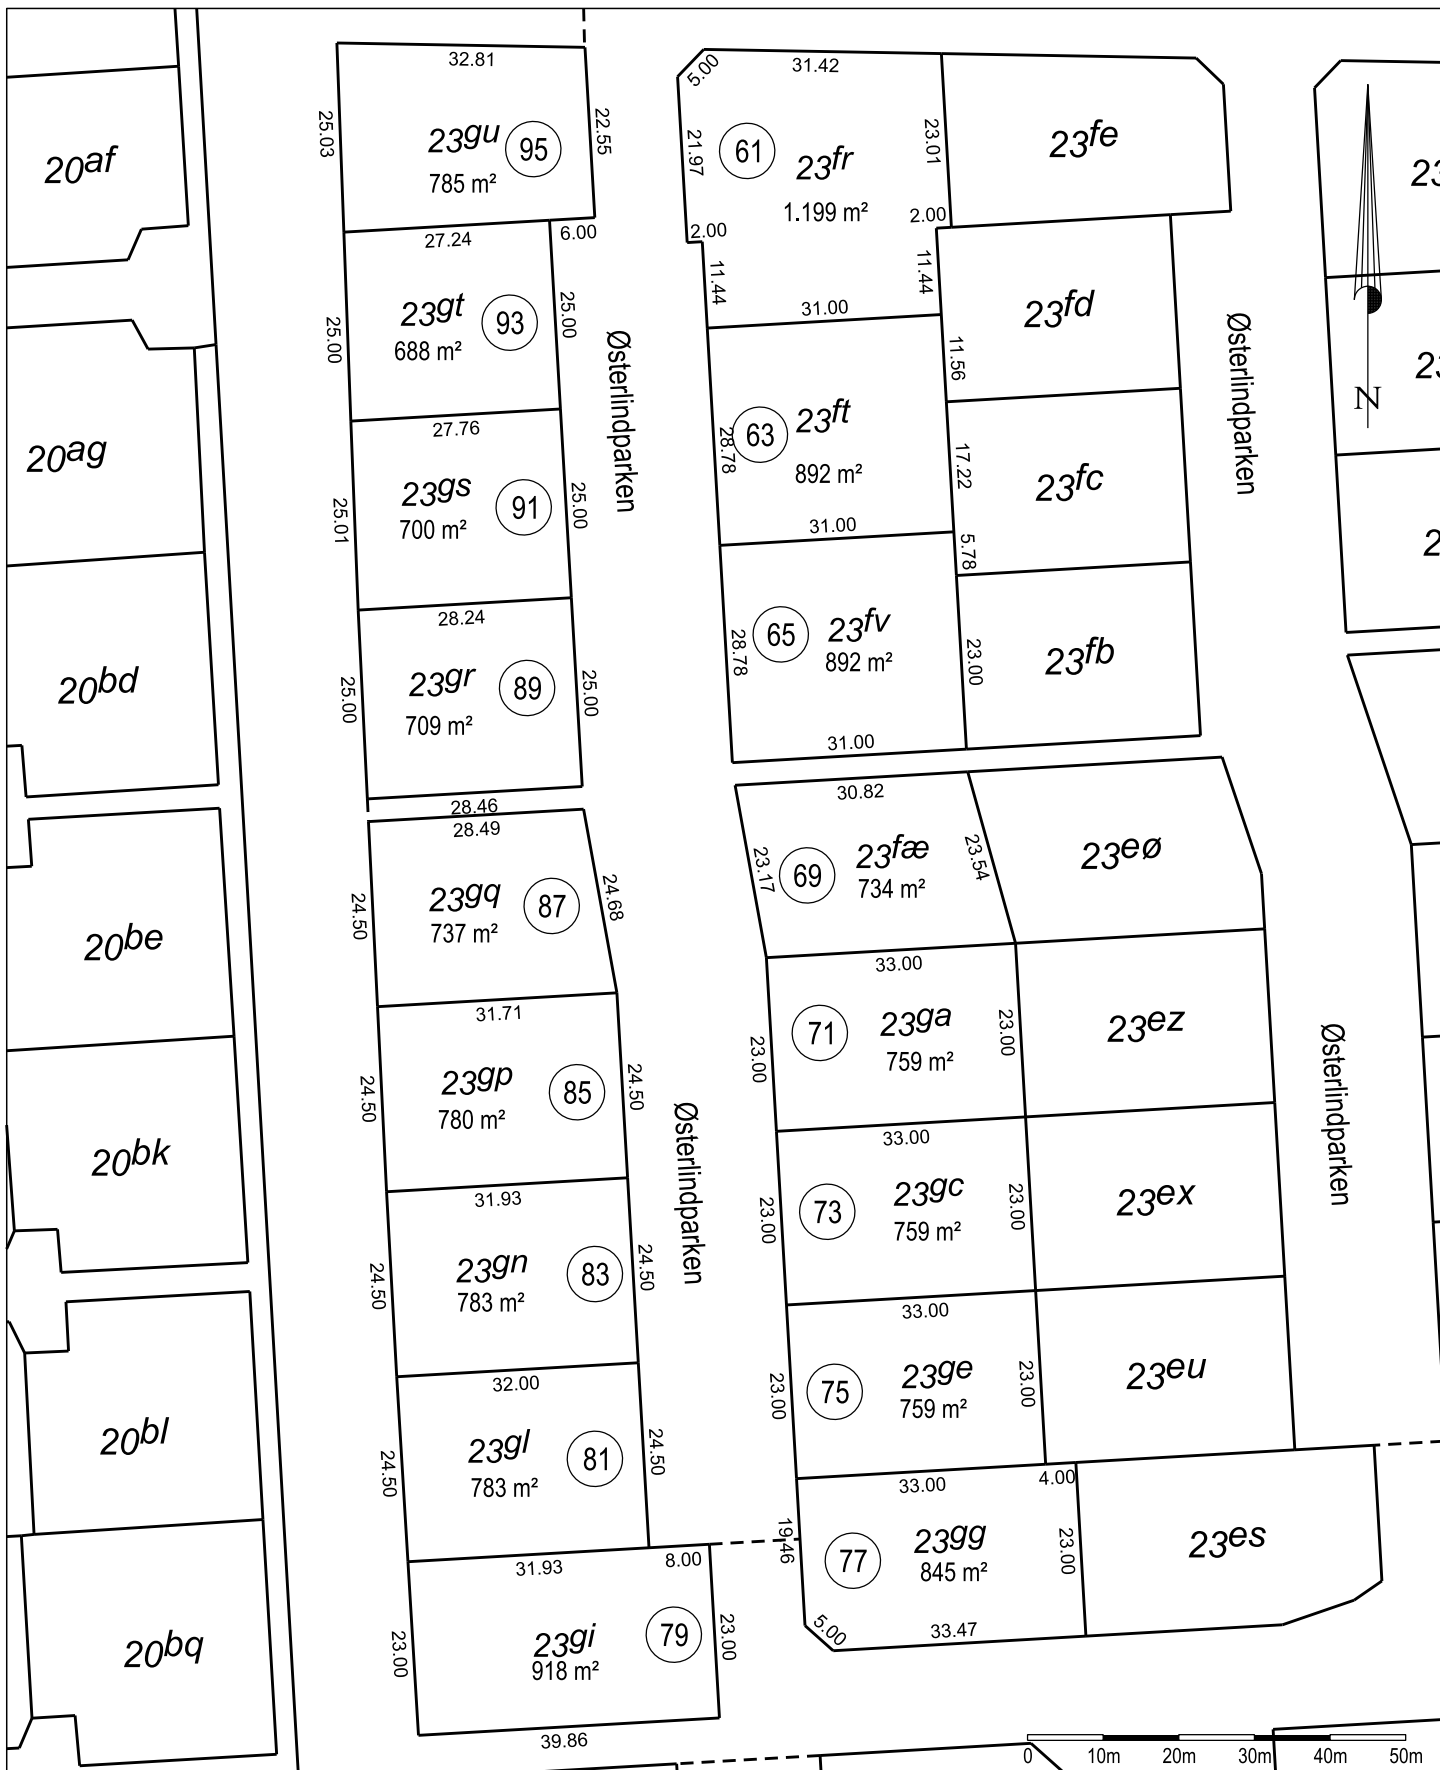 32.81
5.00
31.42
25.03
23gu
95
22.55
785 m²
21.97
61
23fr
1.199 m²
23.01
23fe
20af
2.00
2.00
27.24
6.00
11.44
11.44
31.00
25.00
23gt
93
688 m²
25.00
Østerlindparken
11.56
23fd
Østerlindparken
N
20ag
27.76
25.01
23gs
91
700 m²
25.00
28.78
63
23ft
892 m²
17.22
23fc
31.00
5.78
28.24
25.00
23gr
89
709 m²
25.00
28.78
65
23fv
892 m²
23.00
23fb
31.00
20bd
28.46
28.49
30.82
24.50
23gq
87
737 m²
24.68
23.17
69
23fæ
734 m²
23.54
23eø
20be
31.71
33.00
24.50
23gp
85
780 m²
24.50
23.00
71
23ga
759 m²
23.00
23ez
Østerlindparken
Østerlindparken
20bk
31.93
33.00
24.50
23gn
83
783 m²
24.50
23.00
73
23gc
759 m²
23.00
23ex
32.00
33.00
20bl
24.50
23gl
81
783 m²
24.50
23.00
75
23ge
759 m²
23.00
23eu
31.93
8.00
33.00
4.00
19.46
77
23gg
845 m²
23.00
23es
5.00
33.47
20bq
23.00
23gi
79
918 m²
23.00
39.86
0 10m 20m 30m 40m 50m